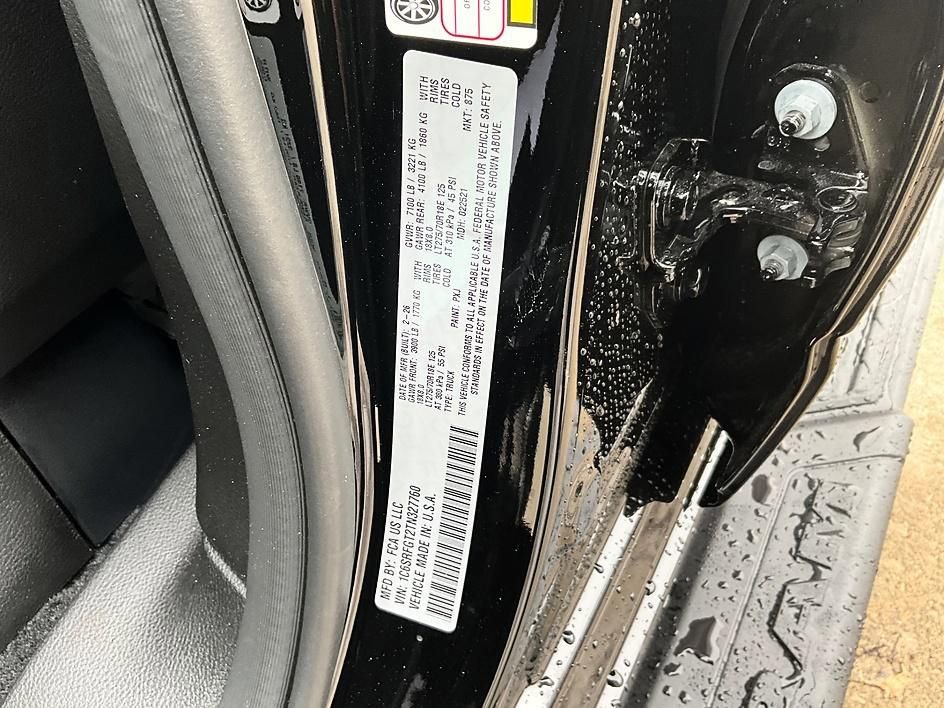 MFD BY: FCA US LLC
VIN: 1C6SRFGT2TN327760
VEHICLE MADE IN: U.S.A.
DATE OF MFR (BUILT): 2-26 GVWR: 7100 LB / 3221 KG
GAWR FRONT: 3900 LB / 1770 KG WITH GAWR REAR: 4100 LB / 1860 KG WITH
18X8.0 RIMS 18X8.0 RIMS
LT275/70R18E 125 TIRES LT275/70R18E 125 TIRES
AT 380 kPa / 55 PSI COLD AT 310 kPa / 45 PSI COLD
TYPE: TRUCK PAINT: PXJ MDH: 022521 MKT: 875
THIS VEHICLE CONFORMS TO ALL APPLICABLE U.S.A. FEDERAL MOTOR VEHICLE SAFETY
STANDARDS IN EFFECT ON THE DATE OF MANUFACTURE SHOWN ABOVE.